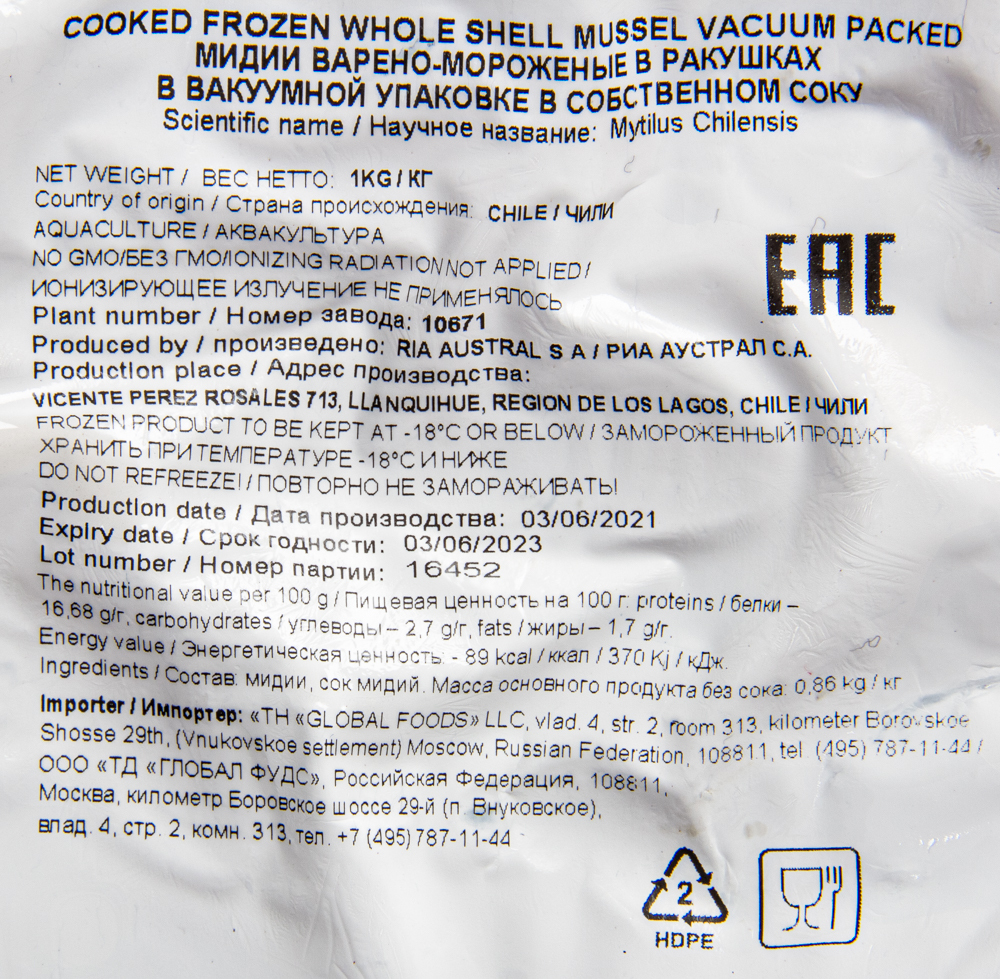 COOKED FROZEN WHOLE SHELL MUSSEL VACUUM PACKED
МИДИИ ВАРЕНО-МОРОЖЕНЫЕ В РАКУШКАХ
В ВАКУУМНОЙ УПАКОВКЕ В СОБСТВЕННОМ СОКУ
Scientific name / Научное название: Mytilus Chilensis
NET WEIGHT / ВЕС НЕТТО: 1KG / КГ
Country of origin / Страна происхождения: CHILE / ЧИЛИ
AQUACULTURE / АКВАКУЛЬТУРА
NO GMO/БЕЗ ГМО/IONIZING RADIATION NOT APPLIED /
ИОНИЗИРУЮЩЕЕ ИЗЛУЧЕНИЕ НЕ ПРИМЕНЯЛОСЬ
EAC
Plant number / Номер завода: 10671
Produced by / произведено: RIA AUSTRAL S A / РИА АУСТРАЛ С.А.
Production place / Адрес производства:
VICENTE PEREZ ROSALES 713, LLANQUIHUE, REGION DE LOS LAGOS, CHILE / ЧИЛИ
FROZEN PRODUCT TO BE KEPT AT -18°C OR BELOW / ЗАМОРОЖЕННЫЙ ПРОДУКТ
ХРАНИТЬ ПРИ ТЕМПЕРАТУРЕ -18°C И НИЖЕ
DO NOT REFREEZE! / ПОВТОРНО НЕ ЗАМОРАЖИВАТЬ!
Production date / Дата производства: 03/06/2021
Expiry date / Срок годности: 03/06/2023
Lot number / Номер партии: 16452
The nutritional value per 100 g / Пищевая ценность на 100 г: proteins / белки –
16,68 g/г, carbohydrates / углеводы – 2,7 g/г, fats / жиры – 1,7 g/г.
Energy value / Энергетическая ценность: - 89 kcal / ккал / 370 Kj / кДж.
Ingredients / Состав: мидии, сок мидий. Масса основного продукта без сока: 0,86 kg / кг
Importer / Импортер: «TH «GLOBAL FOODS» LLC, vlad. 4, str. 2, room 313, kilometer Borovskoe
Shosse 29th, (Vnukovskoe settlement) Moscow, Russian Federation, 108811, tel. (495) 787-11-44 /
ООО «ТД «ГЛОБАЛ ФУДС», Российская Федерация, 108811,
Москва, километр Боровское шоссе 29-й (п. Внуковское),
влад. 4, стр. 2, комн. 313, тел. +7 (495) 787-11-44
2
HDPE